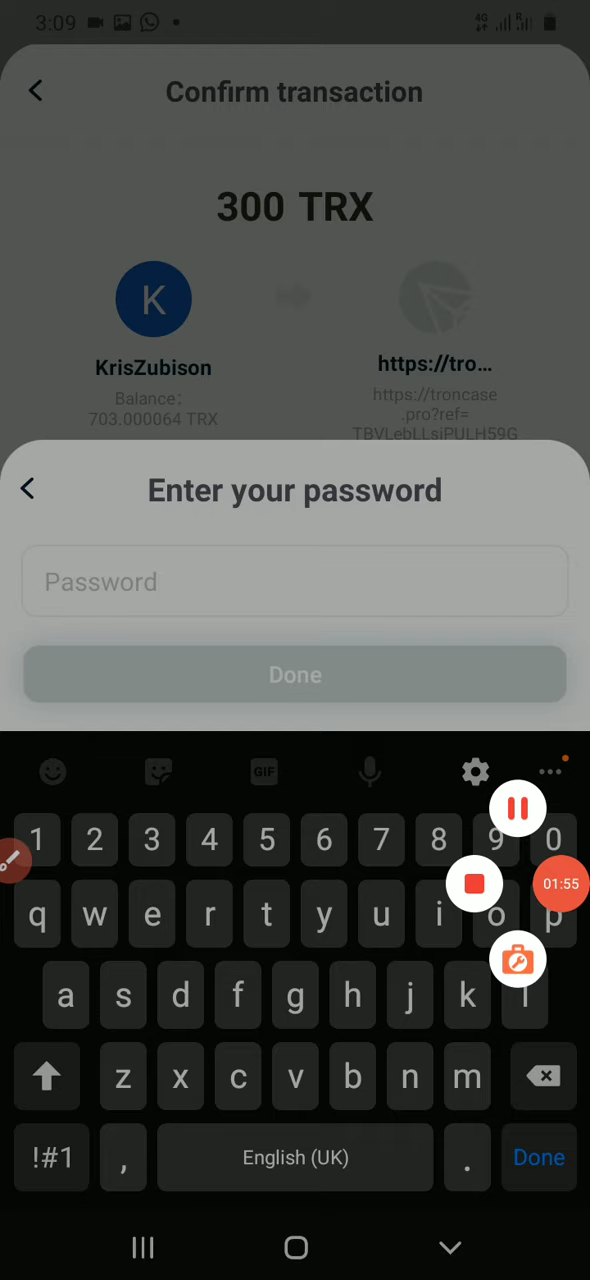 3:09 4G R
Confirm transaction
300 TRX
K
KrisZubison
https://tro...
Balance:
703.000064 TRX
https://troncase
.pro?ref=
TBVLebLLsiPULH59G
Enter your password
Password
Done
GIF
1 2 3 4 5 6 7 8 9 0
01:55
q w e r t y u i o p
a s d f g h j k l
z x c v b n m
!#1 , English (UK) . Done